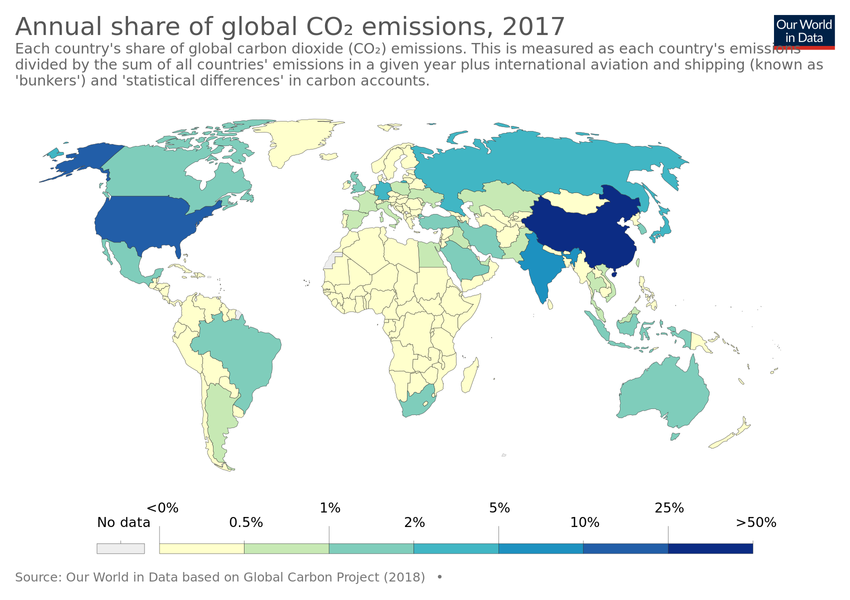 Annual share of global CO₂ emissions, 2017
Our World
in Data
Each country's share of global carbon dioxide (CO₂) emissions. This is measured as each country's emissions
divided by the sum of all countries' emissions in a given year plus international aviation and shipping (known as
'bunkers') and 'statistical differences' in carbon accounts.
<0% 1% 5% 25%
No data 0.5% 2% 10% >50%
Source: Our World in Data based on Global Carbon Project (2018) •